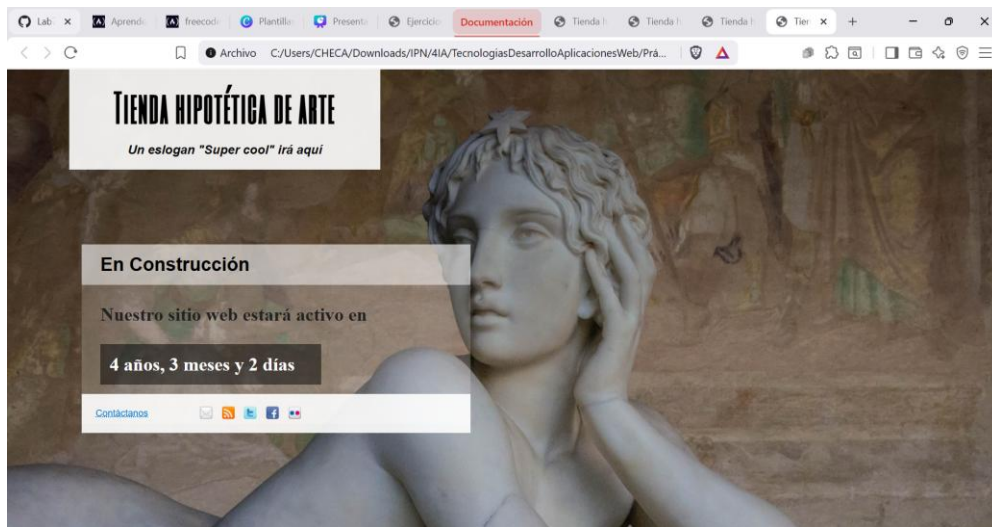 Lab
Aprende
freecod
Plantilla
Presenta
Ejercicio
Documentación
Tienda h
Tienda h
Tienda h
Tier
Archivo C:/Users/CHECA/Downloads/IPN/4IA/TecnologiasDesarrolloAplicacionesWeb/Prá...
TIENDA HIPOTÉTICA DE ARTE
Un eslogan "Super cool" irá aquí
En Construcción
Nuestro sitio web estará activo en
4 años, 3 meses y 2 días
Contáctanos